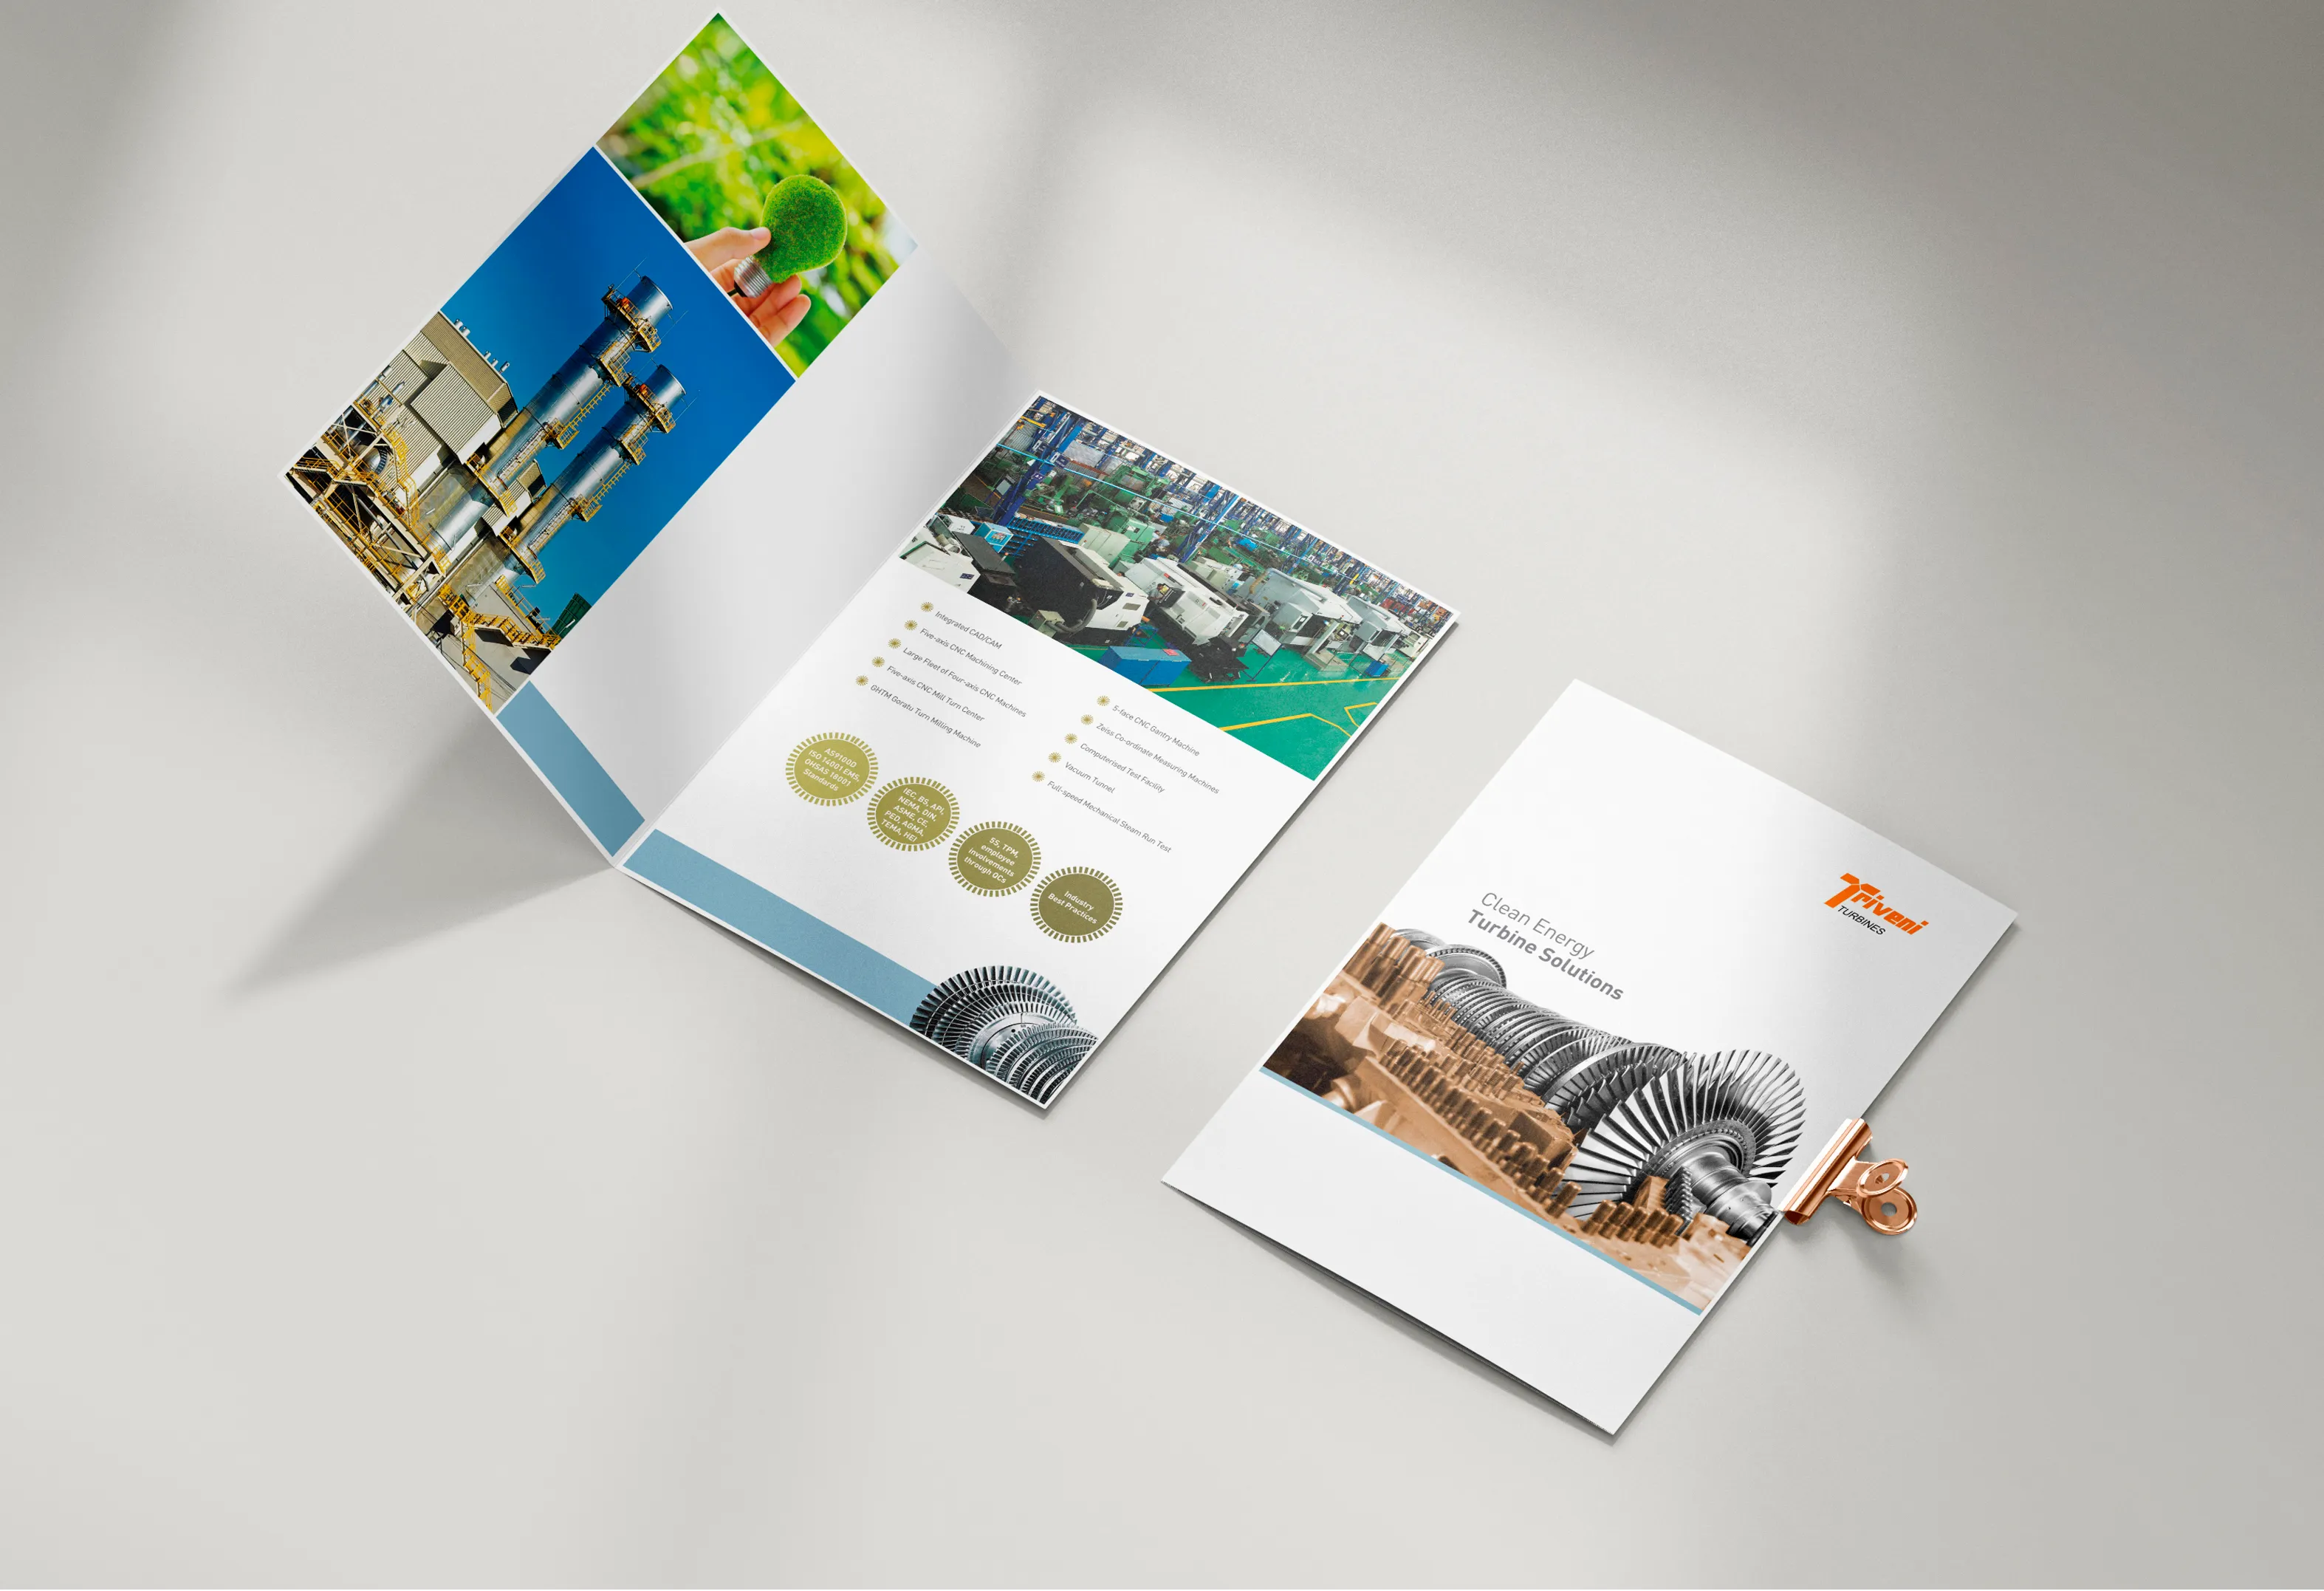 Integrated CAD/CAM
Five-axis CNC Machining Center
Large Fleet of Four-axis CNC Machines
Five-axis CNC Mill Turn Center
GHTM Goratu Turn Milling Machine
5-face CNC Gantry Machine
Zeiss Co-ordinate Measuring Machines
Computerised Test Facility
Vacuum Tunnel
Full-speed Mechanical Steam Run Test
AS9100D
ISO 14001 EMS,
OHSAS 18001
Standards
IEC, BS, API,
NEMA, DIN,
ASME, CE,
PED, AGMA,
TEMA, HEI
5S, TPM,
employee
involvements
through QCs
Industry
Best Practices
Triveni
TURBINES
Clean Energy
Turbine Solutions